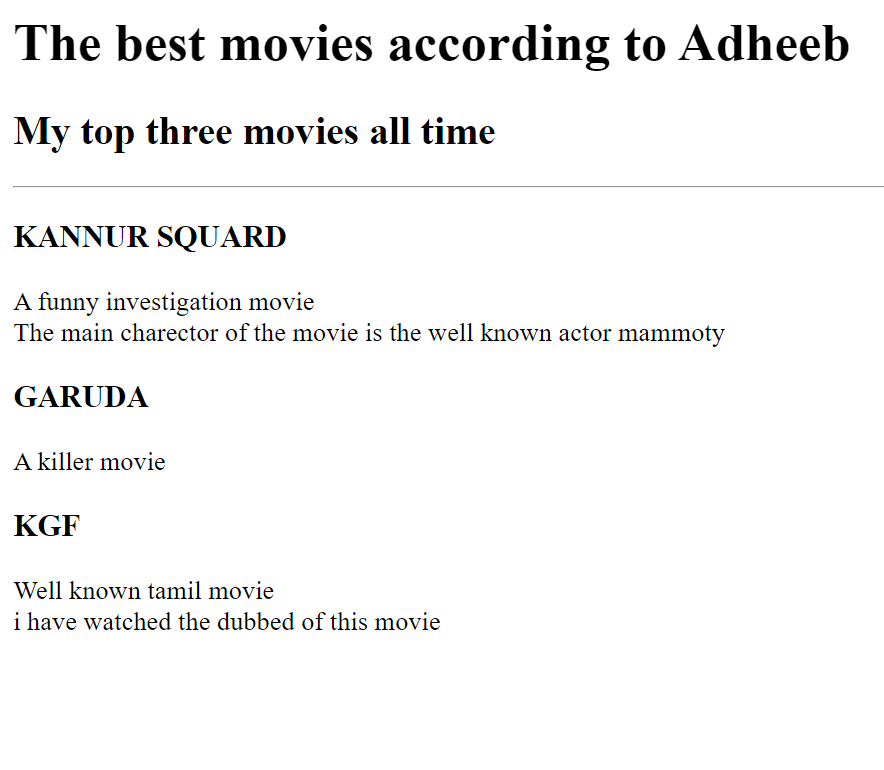 The best movies according to Adheeb
My top three movies all time
KANNUR SQUARD
A funny investigation movie
The main charector of the movie is the well known actor mammoty
GARUDA
A killer movie
KGF
Well known tamil movie
i have watched the dubbed of this movie